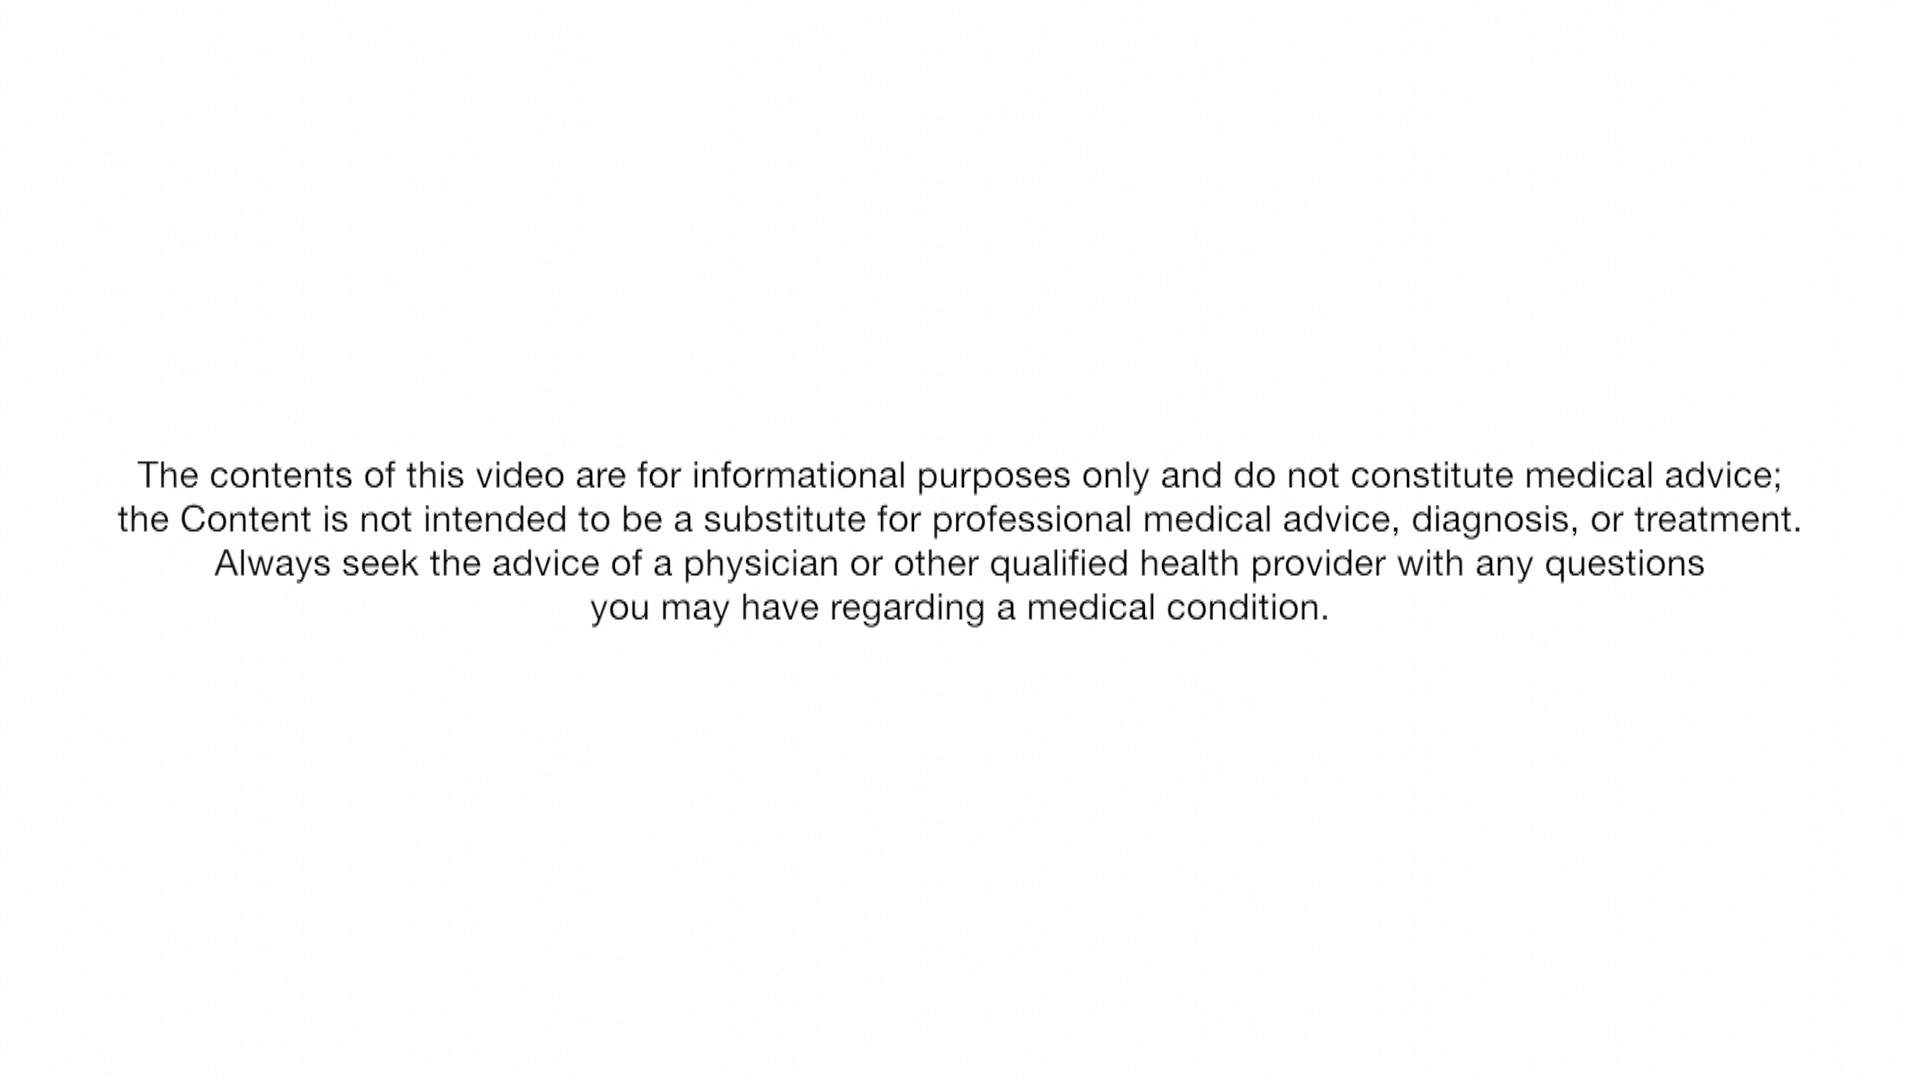 The contents of this video are for informational purposes only and do not constitute medical advice;
the Content is not intended to be a substitute for professional medical advice, diagnosis, or treatment.
Always seek the advice of a physician or other qualified health provider with any questions
you may have regarding a medical condition.